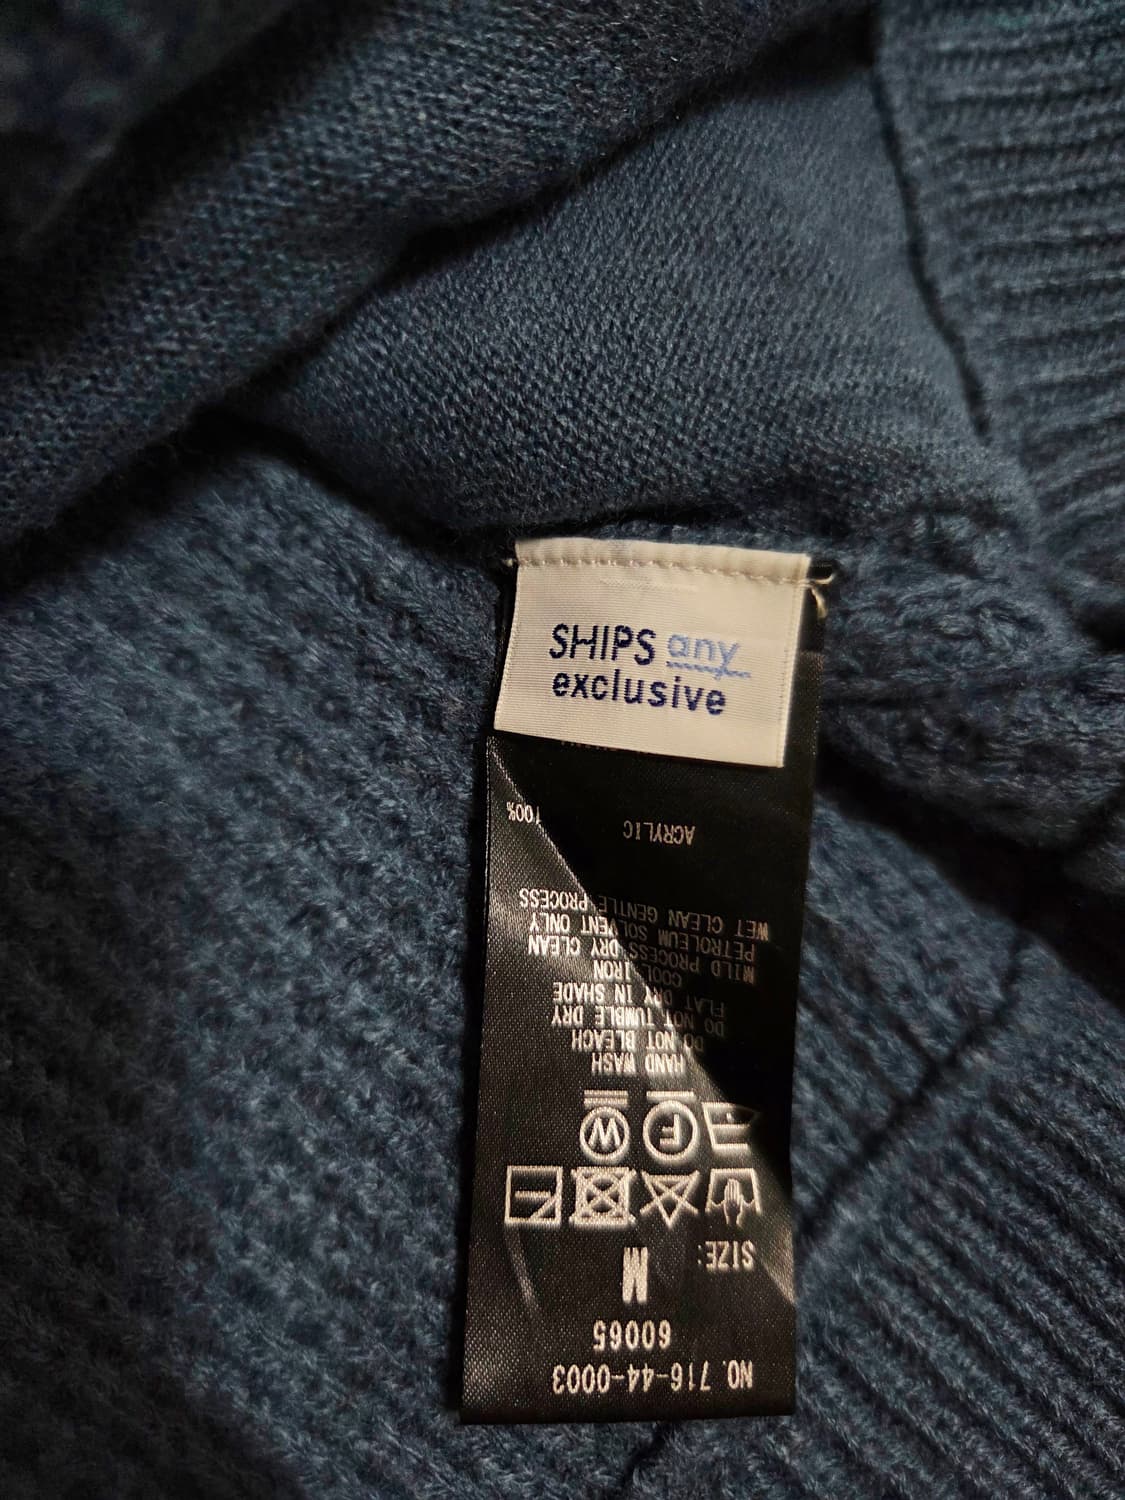 SHIPS any
exclusive
NO. 716-44-0003
60065
SIZE: M
W F
HAND WASH
DO NOT BLEACH
DO NOT TUMBLE DRY
FLAT DRY IN SHADE
COOL IRON
MILD PROCESS DRY CLEAN
PETROLEUM SOLVENT ONLY
WET CLEAN GENTLE PROCESS
ACRYLIC 100%